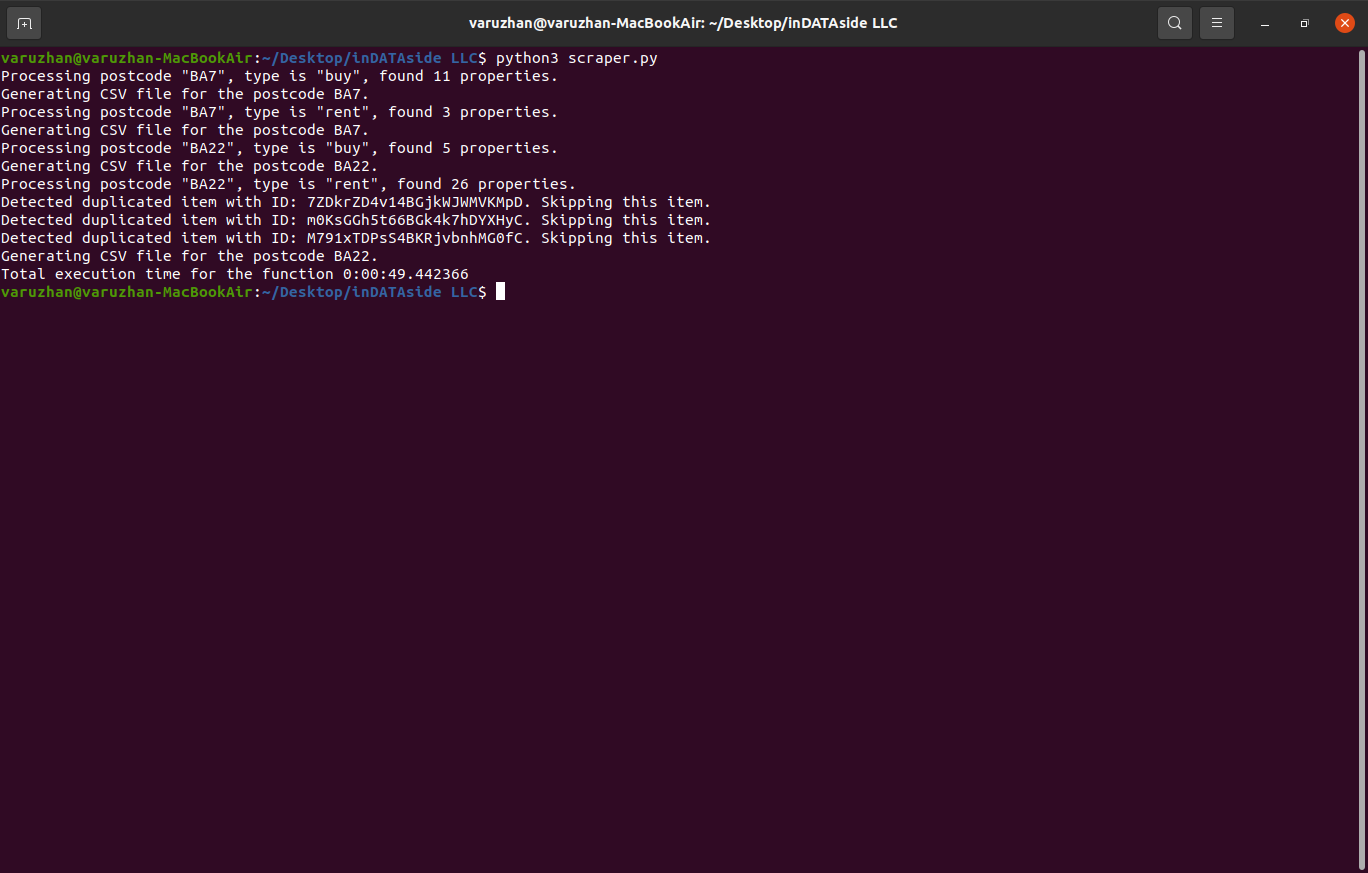 varuzhan@varuzhan-MacBookAir: ~/Desktop/inDATAside LLC
varuzhan@varuzhan-MacBookAir:~/Desktop/inDATAside LLC$ python3 scraper.py
Processing postcode "BA7", type is "buy", found 11 properties.
Generating CSV file for the postcode BA7.
Processing postcode "BA7", type is "rent", found 3 properties.
Generating CSV file for the postcode BA7.
Processing postcode "BA22", type is "buy", found 5 properties.
Generating CSV file for the postcode BA22.
Processing postcode "BA22", type is "rent", found 26 properties.
Detected duplicated item with ID: 7ZDkrZD4v14BGjkWJWMVKMpD. Skipping this item.
Detected duplicated item with ID: m0KsGGh5t66BGk4k7hDYXHyC. Skipping this item.
Detected duplicated item with ID: M791xTDPsS4BKRjvbnhMG0fC. Skipping this item.
Generating CSV file for the postcode BA22.
Total execution time for the function 0:00:49.442366
varuzhan@varuzhan-MacBookAir:~/Desktop/inDATAside LLC$